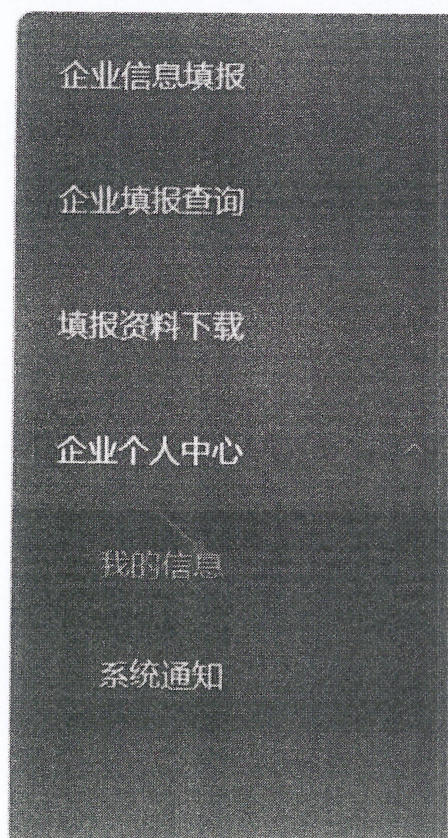 企业信息填报
企业填报查询
填报资料下载
企业个人中心
我的信息
系统通知